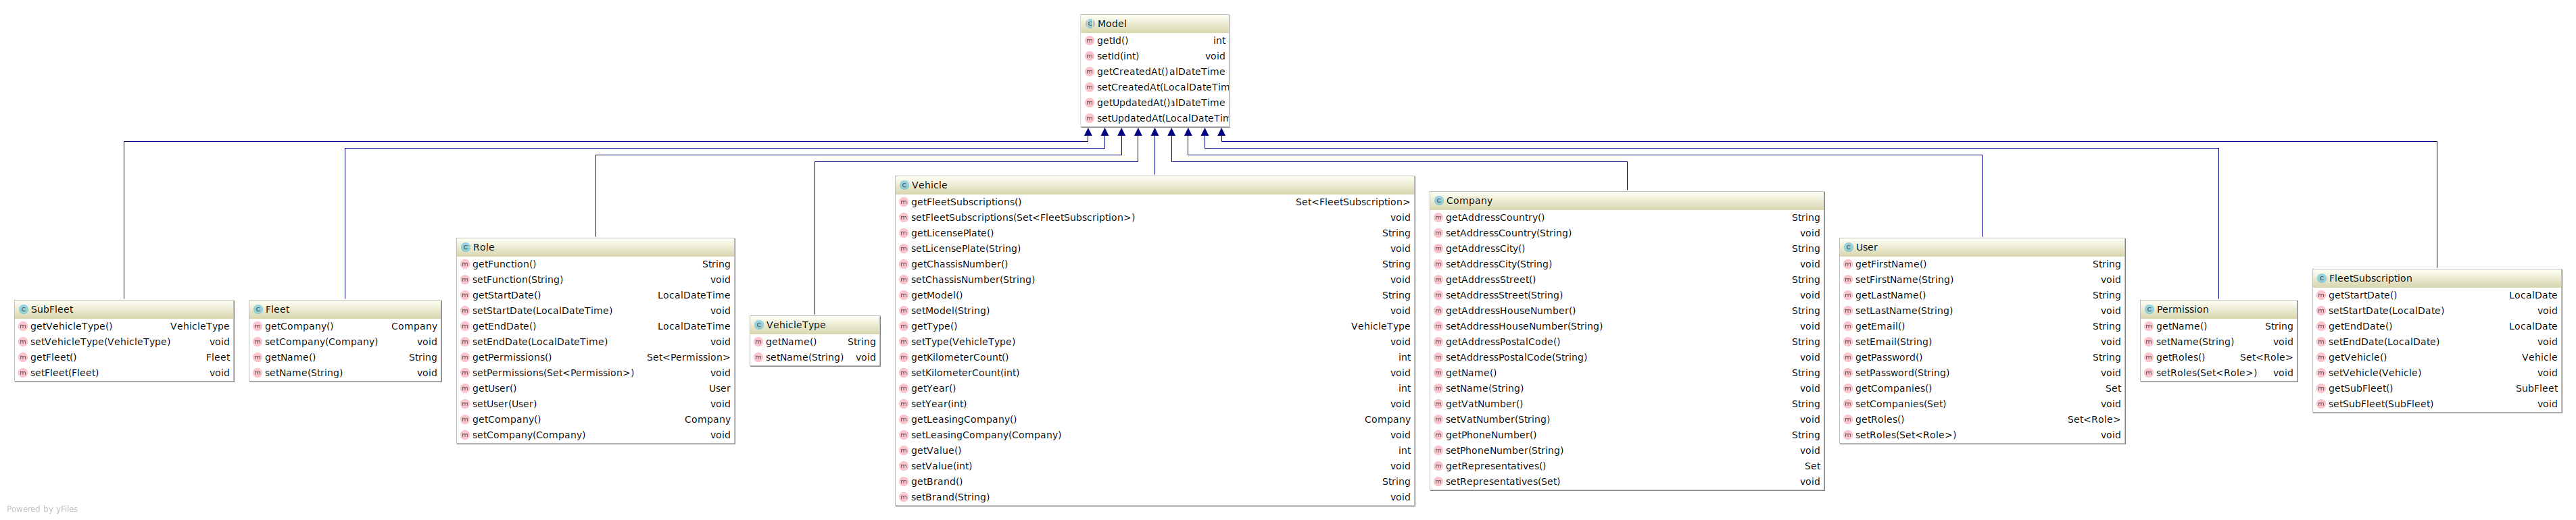 Model
getId() int
setId(int) void
getCreatedAt() alDateTime
setCreatedAt(LocalDateTim
getUpdatedAt() alDateTime
setUpdatedAt(LocalDateTim
SubFleet
getVehicleType() VehicleType
setVehicleType(VehicleType) void
getFleet() Fleet
setFleet(Fleet) void
Fleet
getCompany() Company
setCompany(Company) void
getName() String
setName(String) void
Role
getFunction() String
setFunction(String) void
getStartDate() LocalDateTime
setStartDate(LocalDateTime) void
getEndDate() LocalDateTime
setEndDate(LocalDateTime) void
getPermissions() Set<Permission>
setPermissions(Set<Permission>) void
getUser() User
setUser(User) void
getCompany() Company
setCompany(Company) void
VehicleType
getName() String
setName(String) void
Vehicle
getFleetSubscriptions() Set<FleetSubscription>
setFleetSubscriptions(Set<FleetSubscription>) void
getLicensePlate() String
setLicensePlate(String) void
getChassisNumber() String
setChassisNumber(String) void
getModel() String
setModel(String) void
getType() VehicleType
setType(VehicleType) void
getKilometerCount() int
setKilometerCount(int) void
getYear() int
setYear(int) void
getLeasingCompany() Company
setLeasingCompany(Company) void
getValue() int
setValue(int) void
getBrand() String
setBrand(String) void
Company
getAddressCountry() String
setAddressCountry(String) void
getAddressCity() String
setAddressCity(String) void
getAddressStreet() String
setAddressStreet(String) void
getAddressHouseNumber() String
setAddressHouseNumber(String) void
getAddressPostalCode() String
setAddressPostalCode(String) void
getName() String
setName(String) void
getVatNumber() String
setVatNumber(String) void
getPhoneNumber() String
setPhoneNumber(String) void
getRepresentatives() Set
setRepresentatives(Set) void
User
getFirstName() String
setFirstName(String) void
getLastName() String
setLastName(String) void
getEmail() String
setEmail(String) void
getPassword() String
setPassword(String) void
getCompanies() Set
setCompanies(Set) void
getRoles() Set<Role>
setRoles(Set<Role>) void
Permission
getName() String
setName(String) void
getRoles() Set<Role>
setRoles(Set<Role>) void
FleetSubscription
getStartDate() LocalDate
setStartDate(LocalDate) void
getEndDate() LocalDate
setEndDate(LocalDate) void
getVehicle() Vehicle
setVehicle(Vehicle) void
getSubFleet() SubFleet
setSubFleet(SubFleet) void
Powered by yFiles